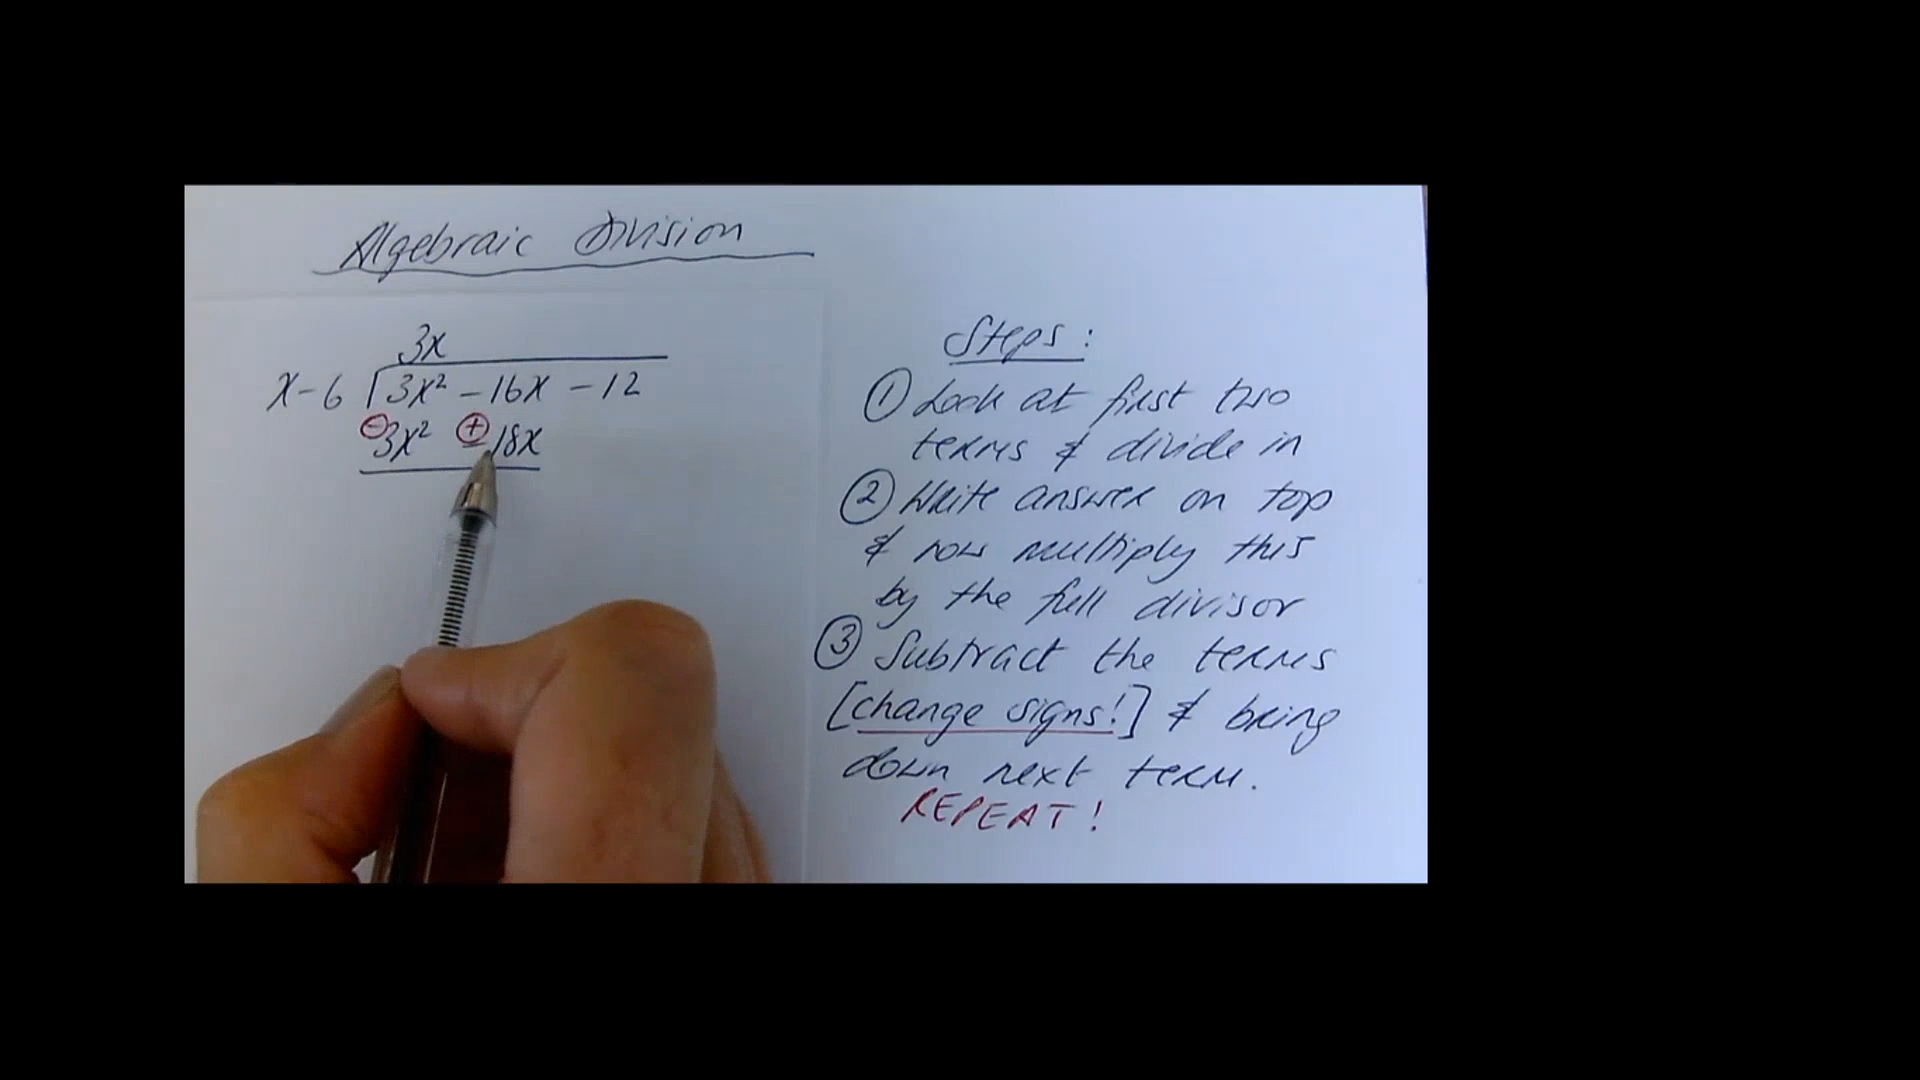 Algebraic Division
3x
x-6 3x² -16x -12
⊖3x² ⊕-18x
Steps:
① Look at first two
terms & divide in
② Write answer on top
& now multiply this
by the full divisor
③ Subtract the terms
[change signs!] & bring
down next term.
REPEAT!